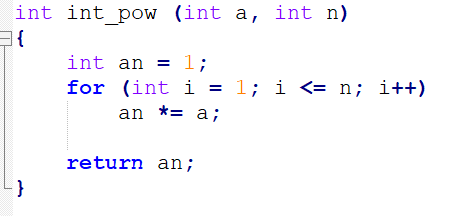 int int_pow (int a, int n)
{
    int an = 1;
    for (int i = 1; i <= n; i++)
        an *= a;

    return an;
}